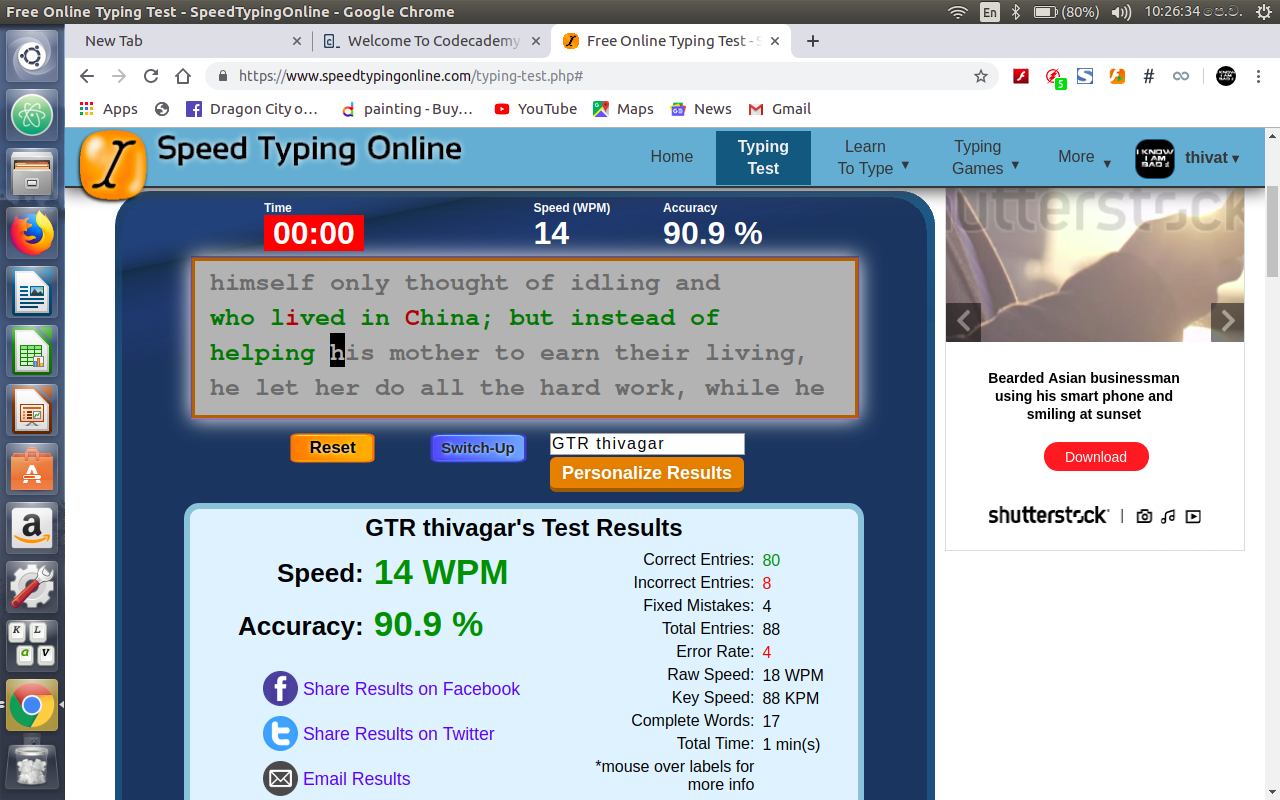 Free Online Typing Test - SpeedTypingOnline - Google Chrome
En
(80%)
10:26:34 පෙ.ව.
New Tab
Welcome To Codecademy
Free Online Typing Test - S
https://www.speedtypingonline.com/typing-test.php#
5
#
Apps
Dragon City o…
painting - Buy…
YouTube
Maps
News
Gmail
Speed Typing Online
Home
Typing
Test
Learn
To Type
Typing
Games
More
I KNOW
I AM
BAD
thivat
Time
00:00
Speed (WPM)
14
Accuracy
90.9 %
himself only thought of idling and
who lived in China; but instead of
helping his mother to earn their living,
he let her do all the hard work, while he
Reset
Switch-Up
GTR thivagar
Personalize Results
GTR thivagar's Test Results
Speed: 14 WPM
Accuracy: 90.9 %
Share Results on Facebook
Share Results on Twitter
Email Results
Correct Entries: 80
Incorrect Entries: 8
Fixed Mistakes: 4
Total Entries: 88
Error Rate: 4
Raw Speed: 18 WPM
Key Speed: 88 KPM
Complete Words: 17
Total Time: 1 min(s)
*mouse over labels for
more info
shutterstock
Bearded Asian businessman
using his smart phone and
smiling at sunset
Download
shutterstock
K L
a v